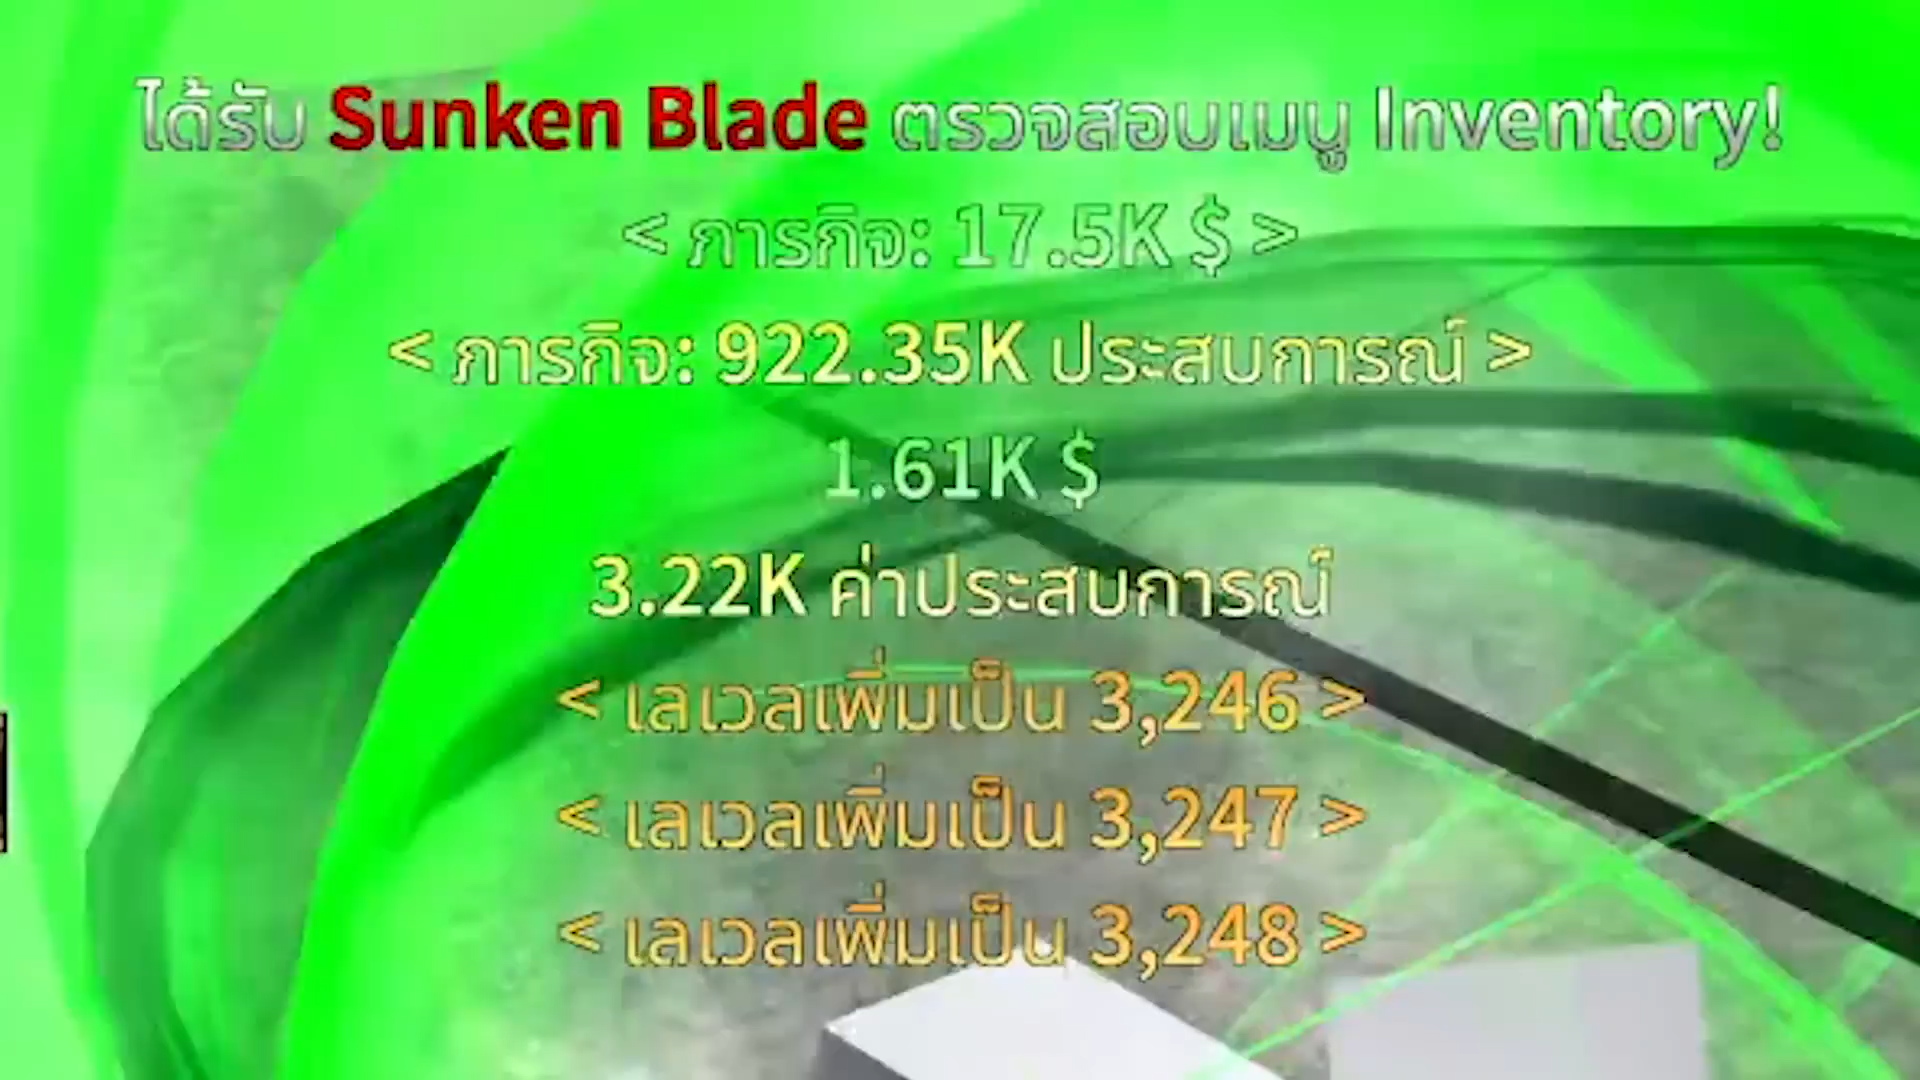 ได้รับ Sunken Blade ตรวจสอบเมนู Inventory!
< ภารกิจ: 17.5K $ >
< ภารกิจ: 922.35K ประสบการณ์ >
1.61K $
3.22K ค่าประสบการณ์
< เลเวลเพิ่มเป็น 3,246 >
< เลเวลเพิ่มเป็น 3,247 >
< เลเวลเพิ่มเป็น 3,248 >